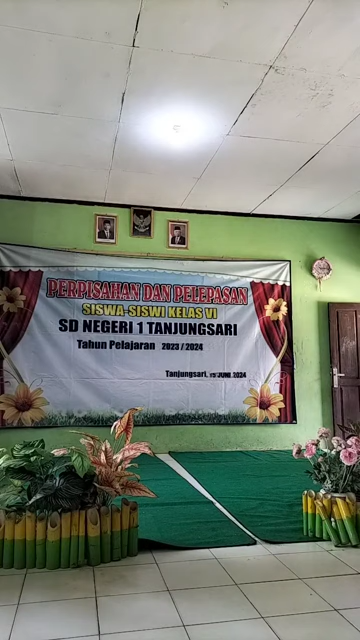 PERPISAHAN DAN PELEPASAN
SISWA-SISWI KELAS VI
SD NEGERI 1 TANJUNGSARI
Tahun Pelajaran 2023 / 2024
Tanjungsari, 15 JUNI 2024